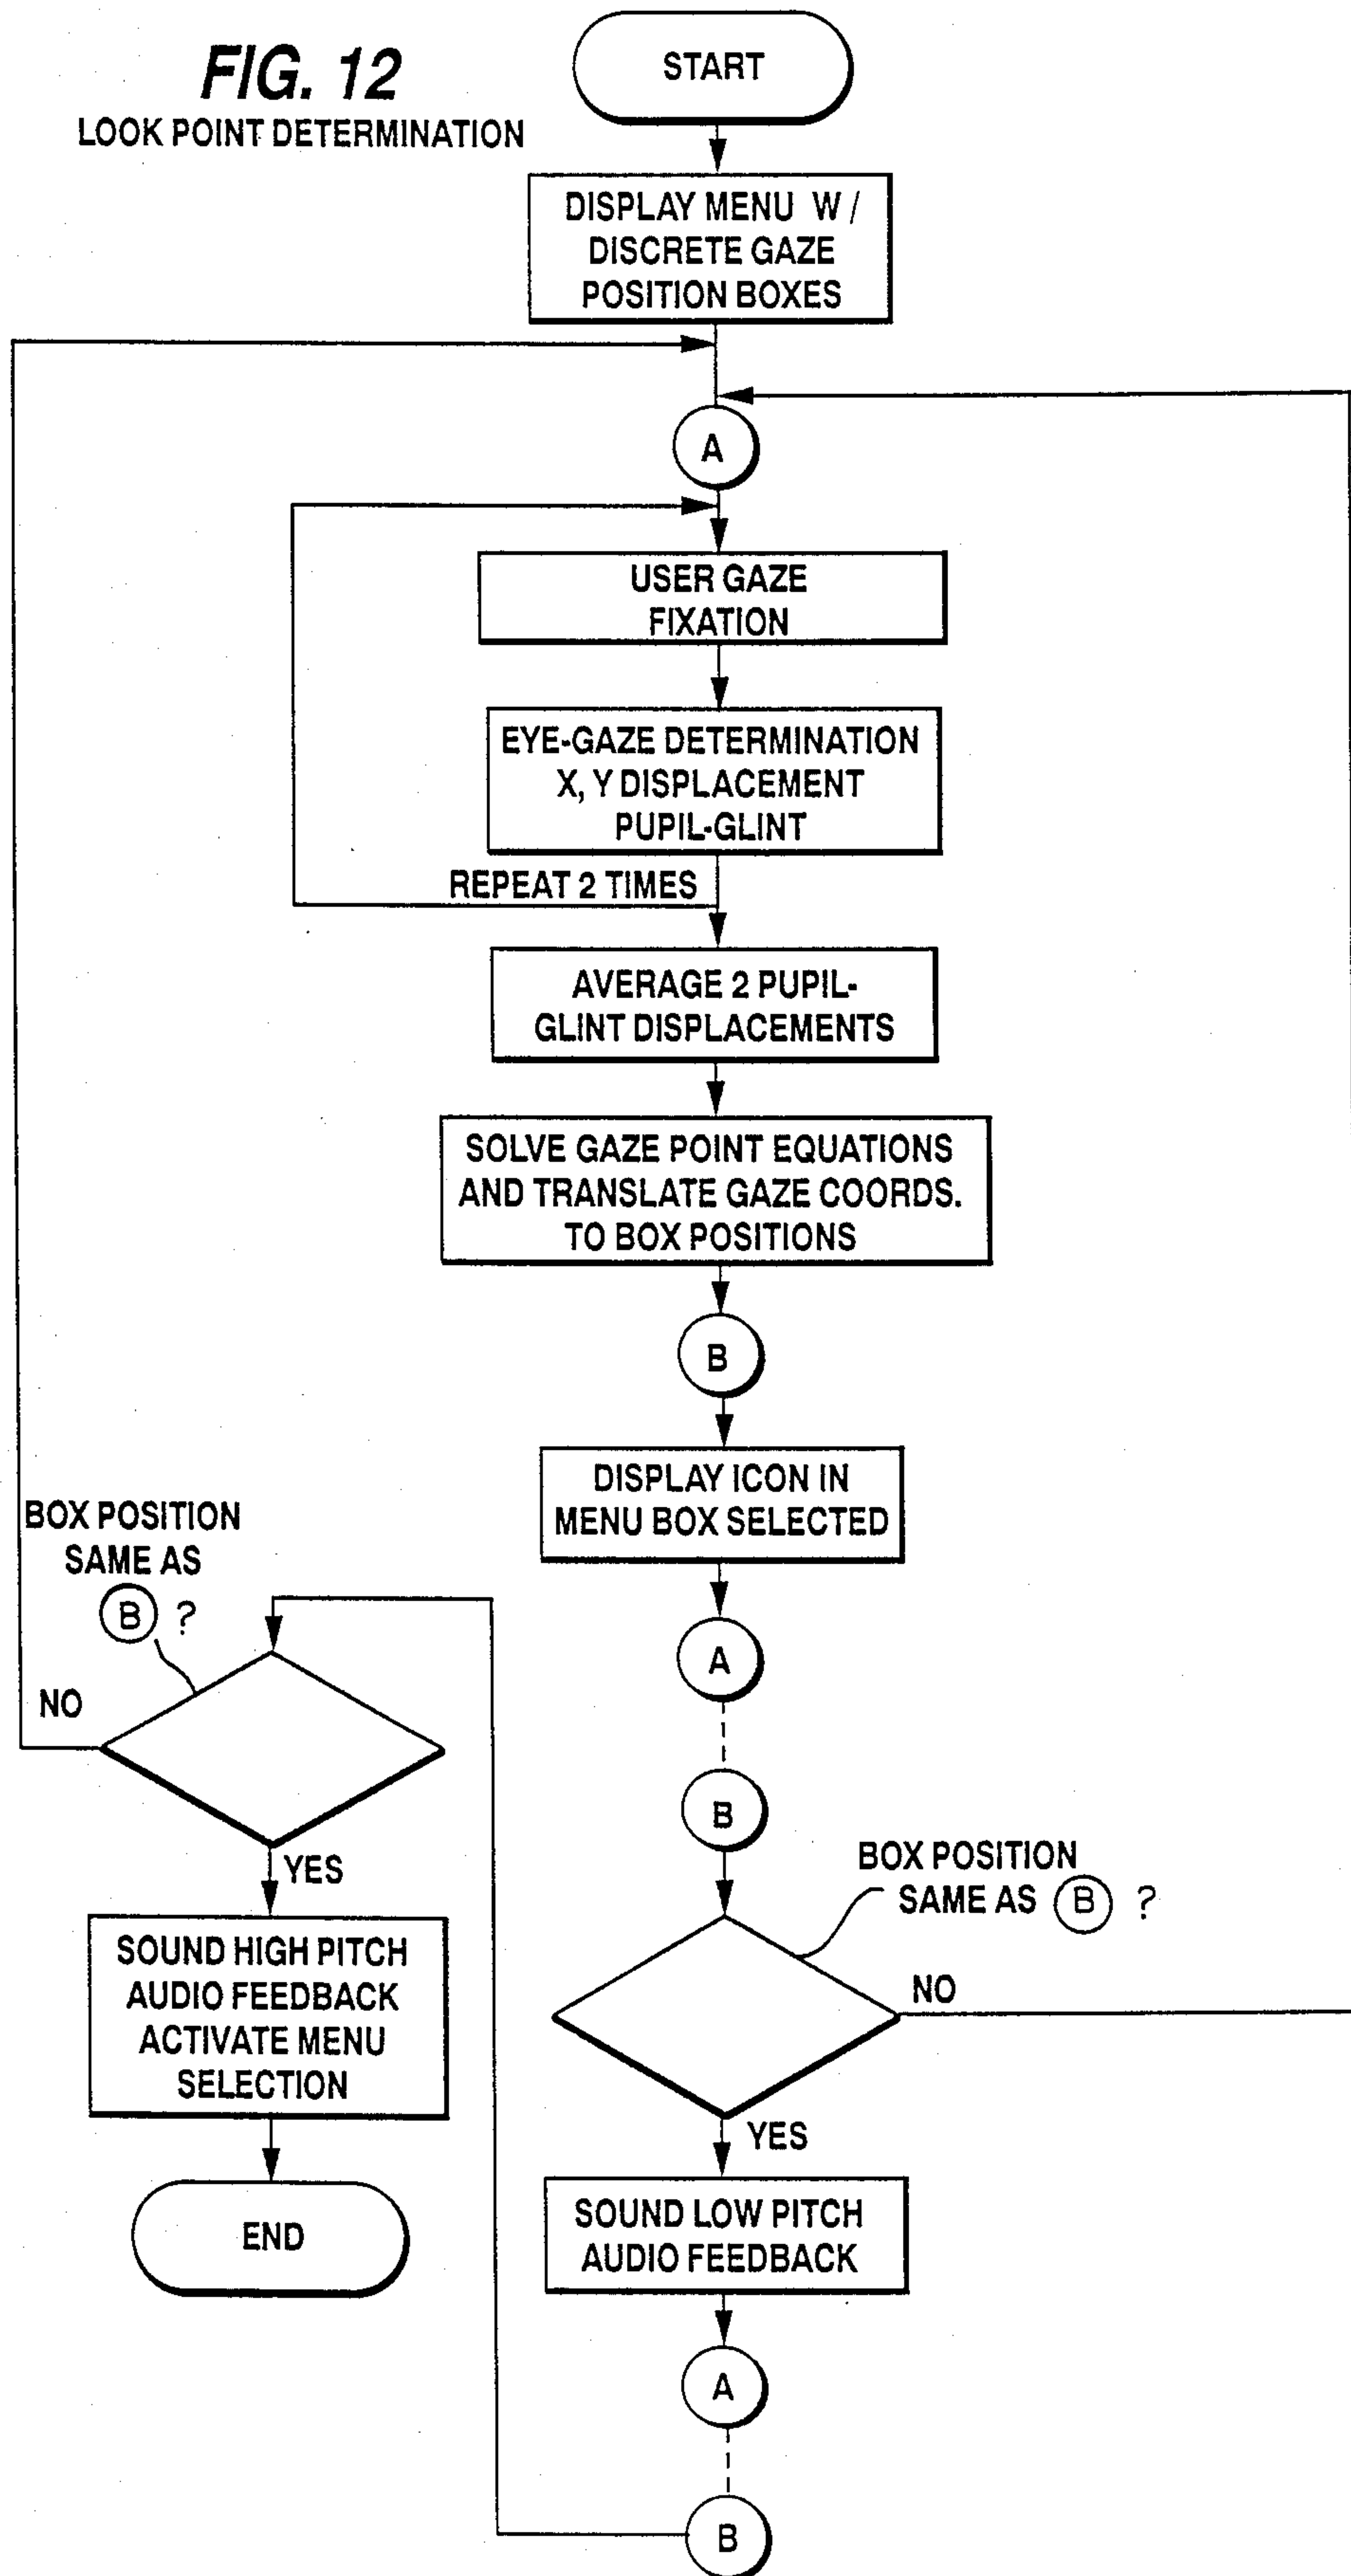 FIG. 12
LOOK POINT DETERMINATION
START
DISPLAY MENU W /
DISCRETE GAZE
POSITION BOXES
A
USER GAZE
FIXATION
EYE-GAZE DETERMINATION
X, Y DISPLACEMENT
PUPIL-GLINT
REPEAT 2 TIMES
AVERAGE 2 PUPIL-
GLINT DISPLACEMENTS
SOLVE GAZE POINT EQUATIONS
AND TRANSLATE GAZE COORDS.
TO BOX POSITIONS
B
DISPLAY ICON IN
MENU BOX SELECTED
A
B
BOX POSITION
SAME AS B ?
NO
YES
SOUND LOW PITCH
AUDIO FEEDBACK
A
B
BOX POSITION
SAME AS
B ?
NO
YES
SOUND HIGH PITCH
AUDIO FEEDBACK
ACTIVATE MENU
SELECTION
END